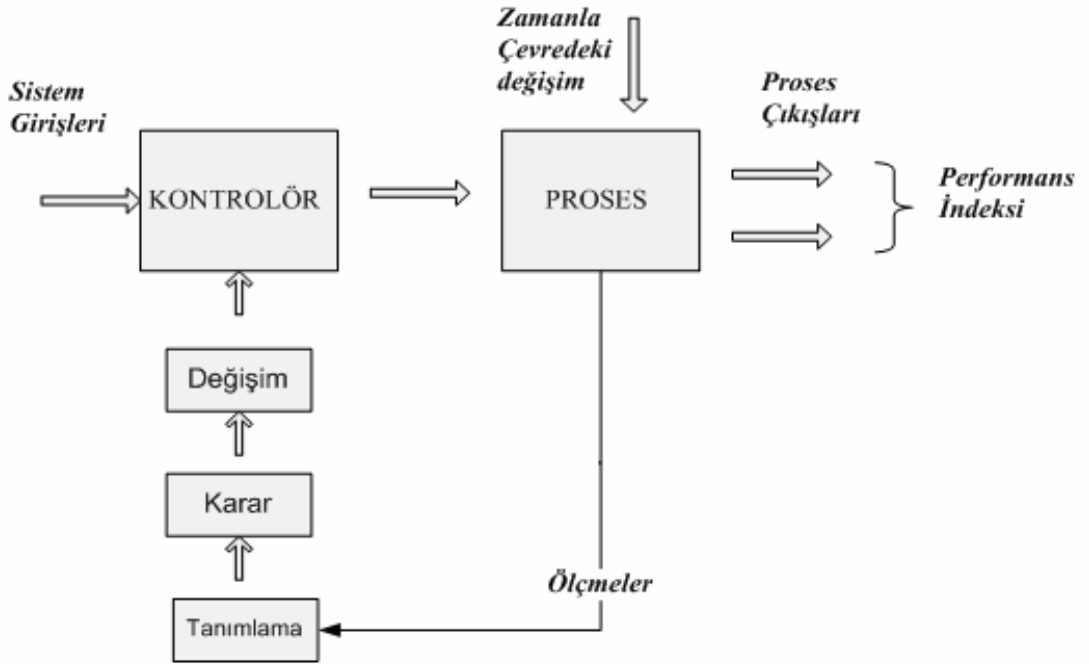 Zamanla
Çevredeki
değişim
Sistem
Girişleri
Proses
Çıkışları
KONTROLÖR
PROSES
Performans
İndeksi
Değişim
Karar
Ölçmeler
Tanımlama